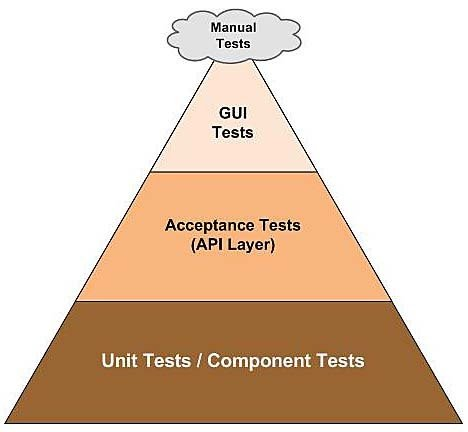 Manual
Tests
GUI
Tests
Acceptance Tests
(API Layer)
Unit Tests / Component Tests